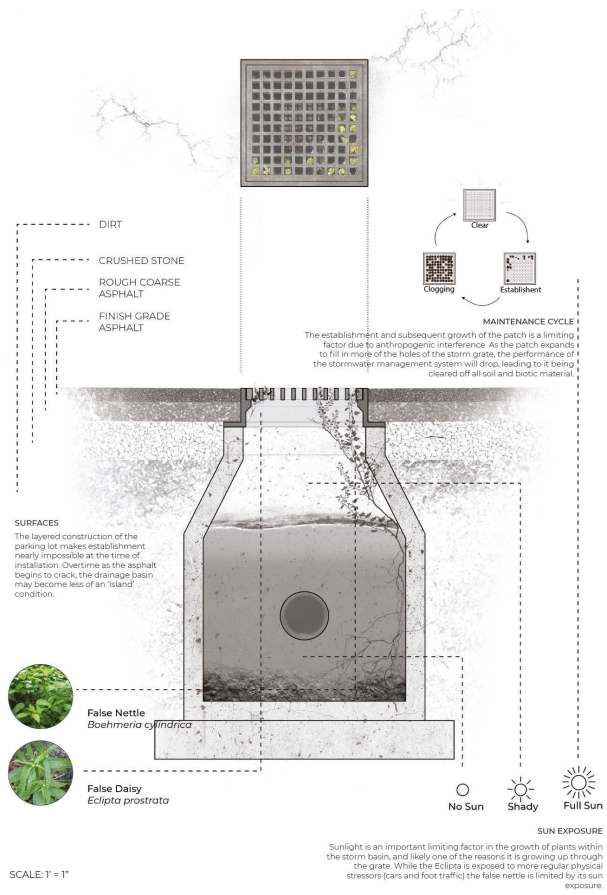 DIRT
CRUSHED STONE
ROUGH COARSE
ASPHALT
FINISH GRADE
ASPHALT
Clear
Clogging
Establishent
MAINTENANCE CYCLE
The establishment and subsequent growth of the patch is a limiting
factor due to anthropogenic interference. As the patch expands
to fill in more of the holes of the storm grate, the performance of
the stormwater management system will drop, leading to it being
cleared off all soil and biotic material.
SURFACES
The layered construction of the
parking lot makes establishment
nearly impossible at the time of
installation. Overtime as the asphalt
begins to crack, the drainage basin
may become less of an 'island'
condition.
False Nettle
Boehmeria cylindrica
False Daisy
Eclipta prostrata
No Sun
Shady
Full Sun
SUN EXPOSURE
Sunlight is an important limiting factor in the growth of plants within
the storm basin, and likely one of the reasons it is growing up through
the grate. While the Eclipta is exposed to more regular physical
stressors (cars and foot traffic) the false nettle is limited by its sun
exposure.
SCALE: 1' = 1"